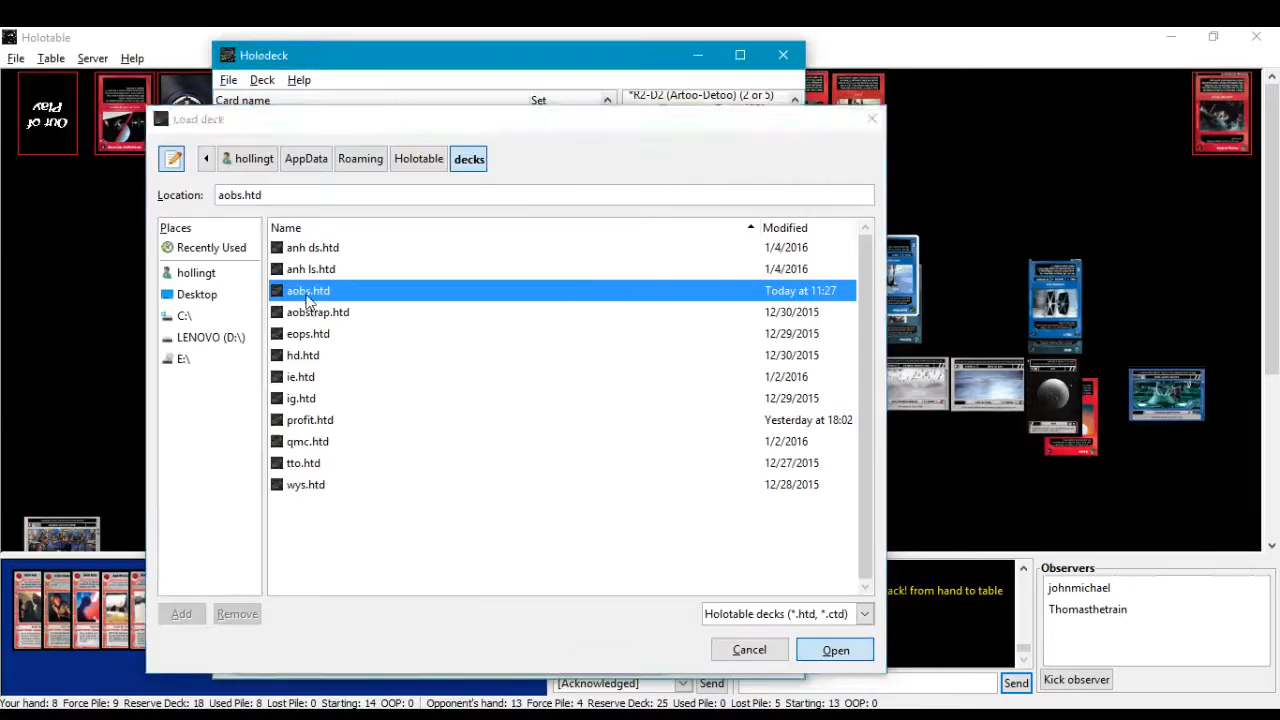 Holotable
File Table Server Help
Out of Play
Holodeck
File Deck Help
Card name Set
*R2-D2 (Artoo-Detoo) (2 or 5)
Load deck
hollingt AppData Roaming Holotable decks
Location: aobs.htd
Places
Recently Used
hollingt
Desktop
C:\
LENOVO (D:\)
E:\
Name Modified
anh ds.htd 1/4/2016
anh ls.htd 1/4/2016
aobs.htd Today at 11:27
aobstrap.htd 12/30/2015
eops.htd 12/29/2015
hd.htd 12/30/2015
ie.htd 1/2/2016
ig.htd 12/29/2015
profit.htd Yesterday at 18:02
qmc.htd 1/2/2016
tto.htd 12/27/2015
wys.htd 12/28/2015
Add Remove
Holotable decks (*.htd, *.ctd)
Cancel Open
ack! from hand to table
Observers
johnmichael
Thomasthetrain
[Acknowledged] Send Send Kick observer
Your hand: 8 Force Pile: 9 Reserve Deck: 18 Used Pile: 8 Lost Pile: 0 Starting: 14 OOP: 0 Opponent's hand: 13 Force Pile: 4 Reserve Deck: 25 Used Pile: 0 Lost Pile: 5 Starting: 13 OOP: 0